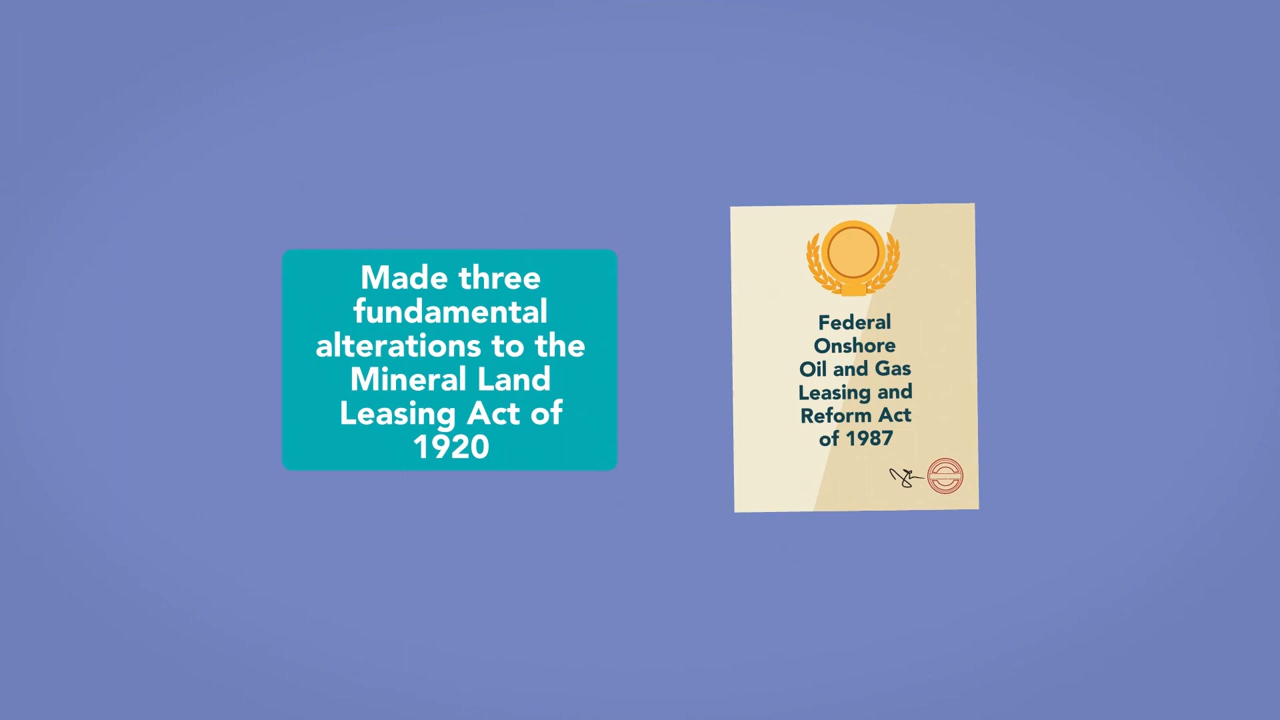 Made three
fundamental
alterations to the
Mineral Land
Leasing Act of
1920
Federal
Onshore
Oil and Gas
Leasing and
Reform Act
of 1987